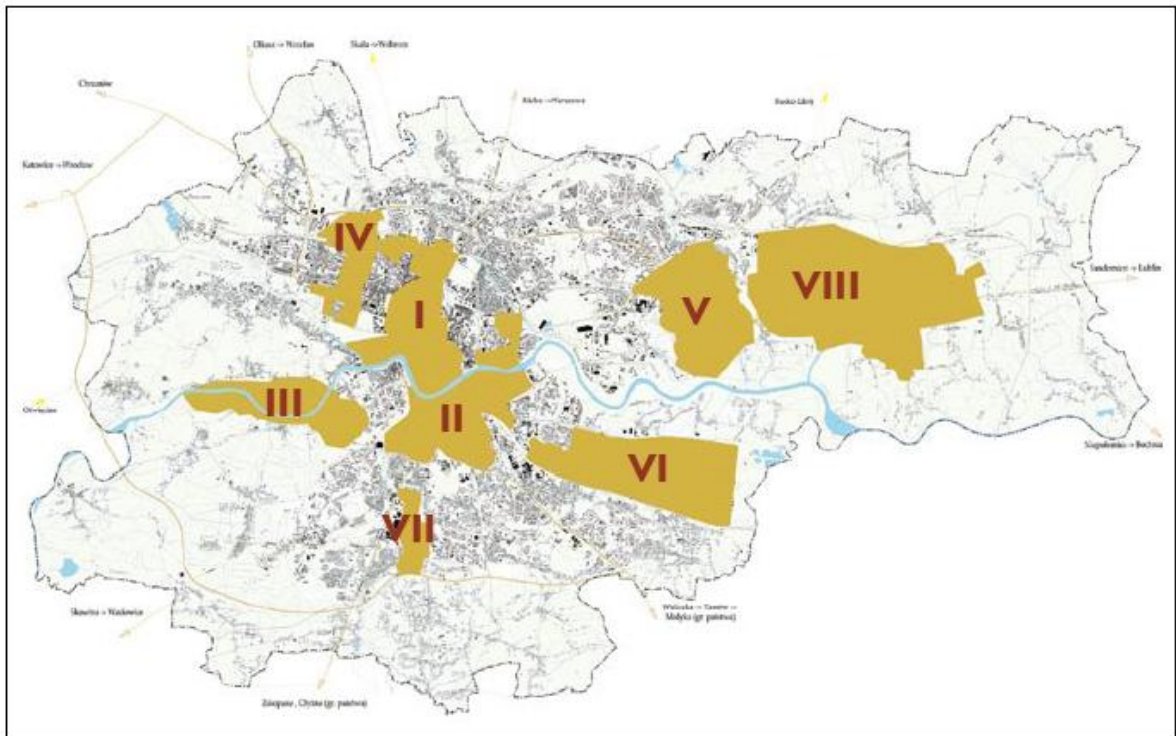 Olkusz -> Wrocław
Skała -> Wolbrom
Chrzanów
Kielce -> Warszawa
Busko Zdrój
Katowice -> Wrocław
IV
Sandomierz -> Lublin
VIII
I
V
III
Oświęcim
II
Niepołomice -> Bochnia
VI
VII
Skawina -> Wadowice
Wieliczka -> Tarnów ->
Medyka (gr. państwa)
Zakopane , Chyżne (gr. państwa)